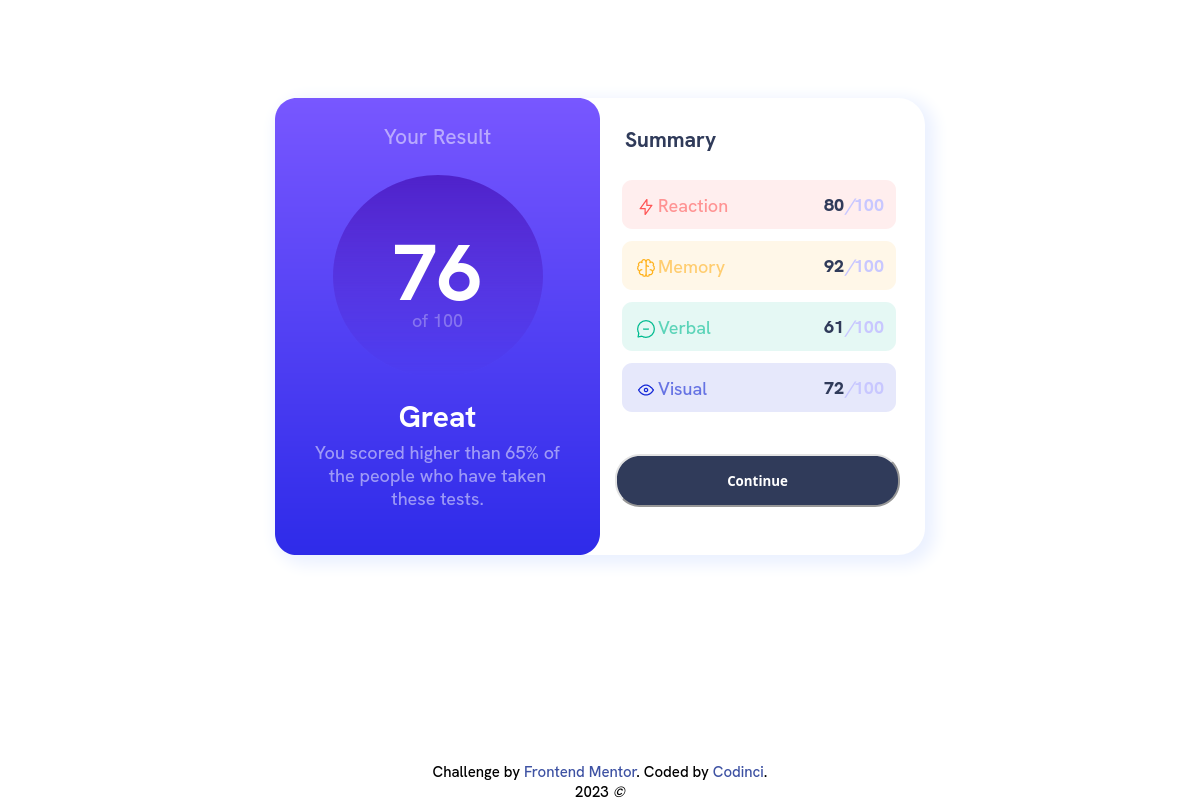 Your Result
76
of 100
Great
You scored higher than 65% of
the people who have taken
these tests.
Summary
Reaction 80 /100
Memory 92 /100
Verbal 61 /100
Visual 72 /100
Continue
Challenge by Frontend Mentor. Coded by Codinci.
2023 ©